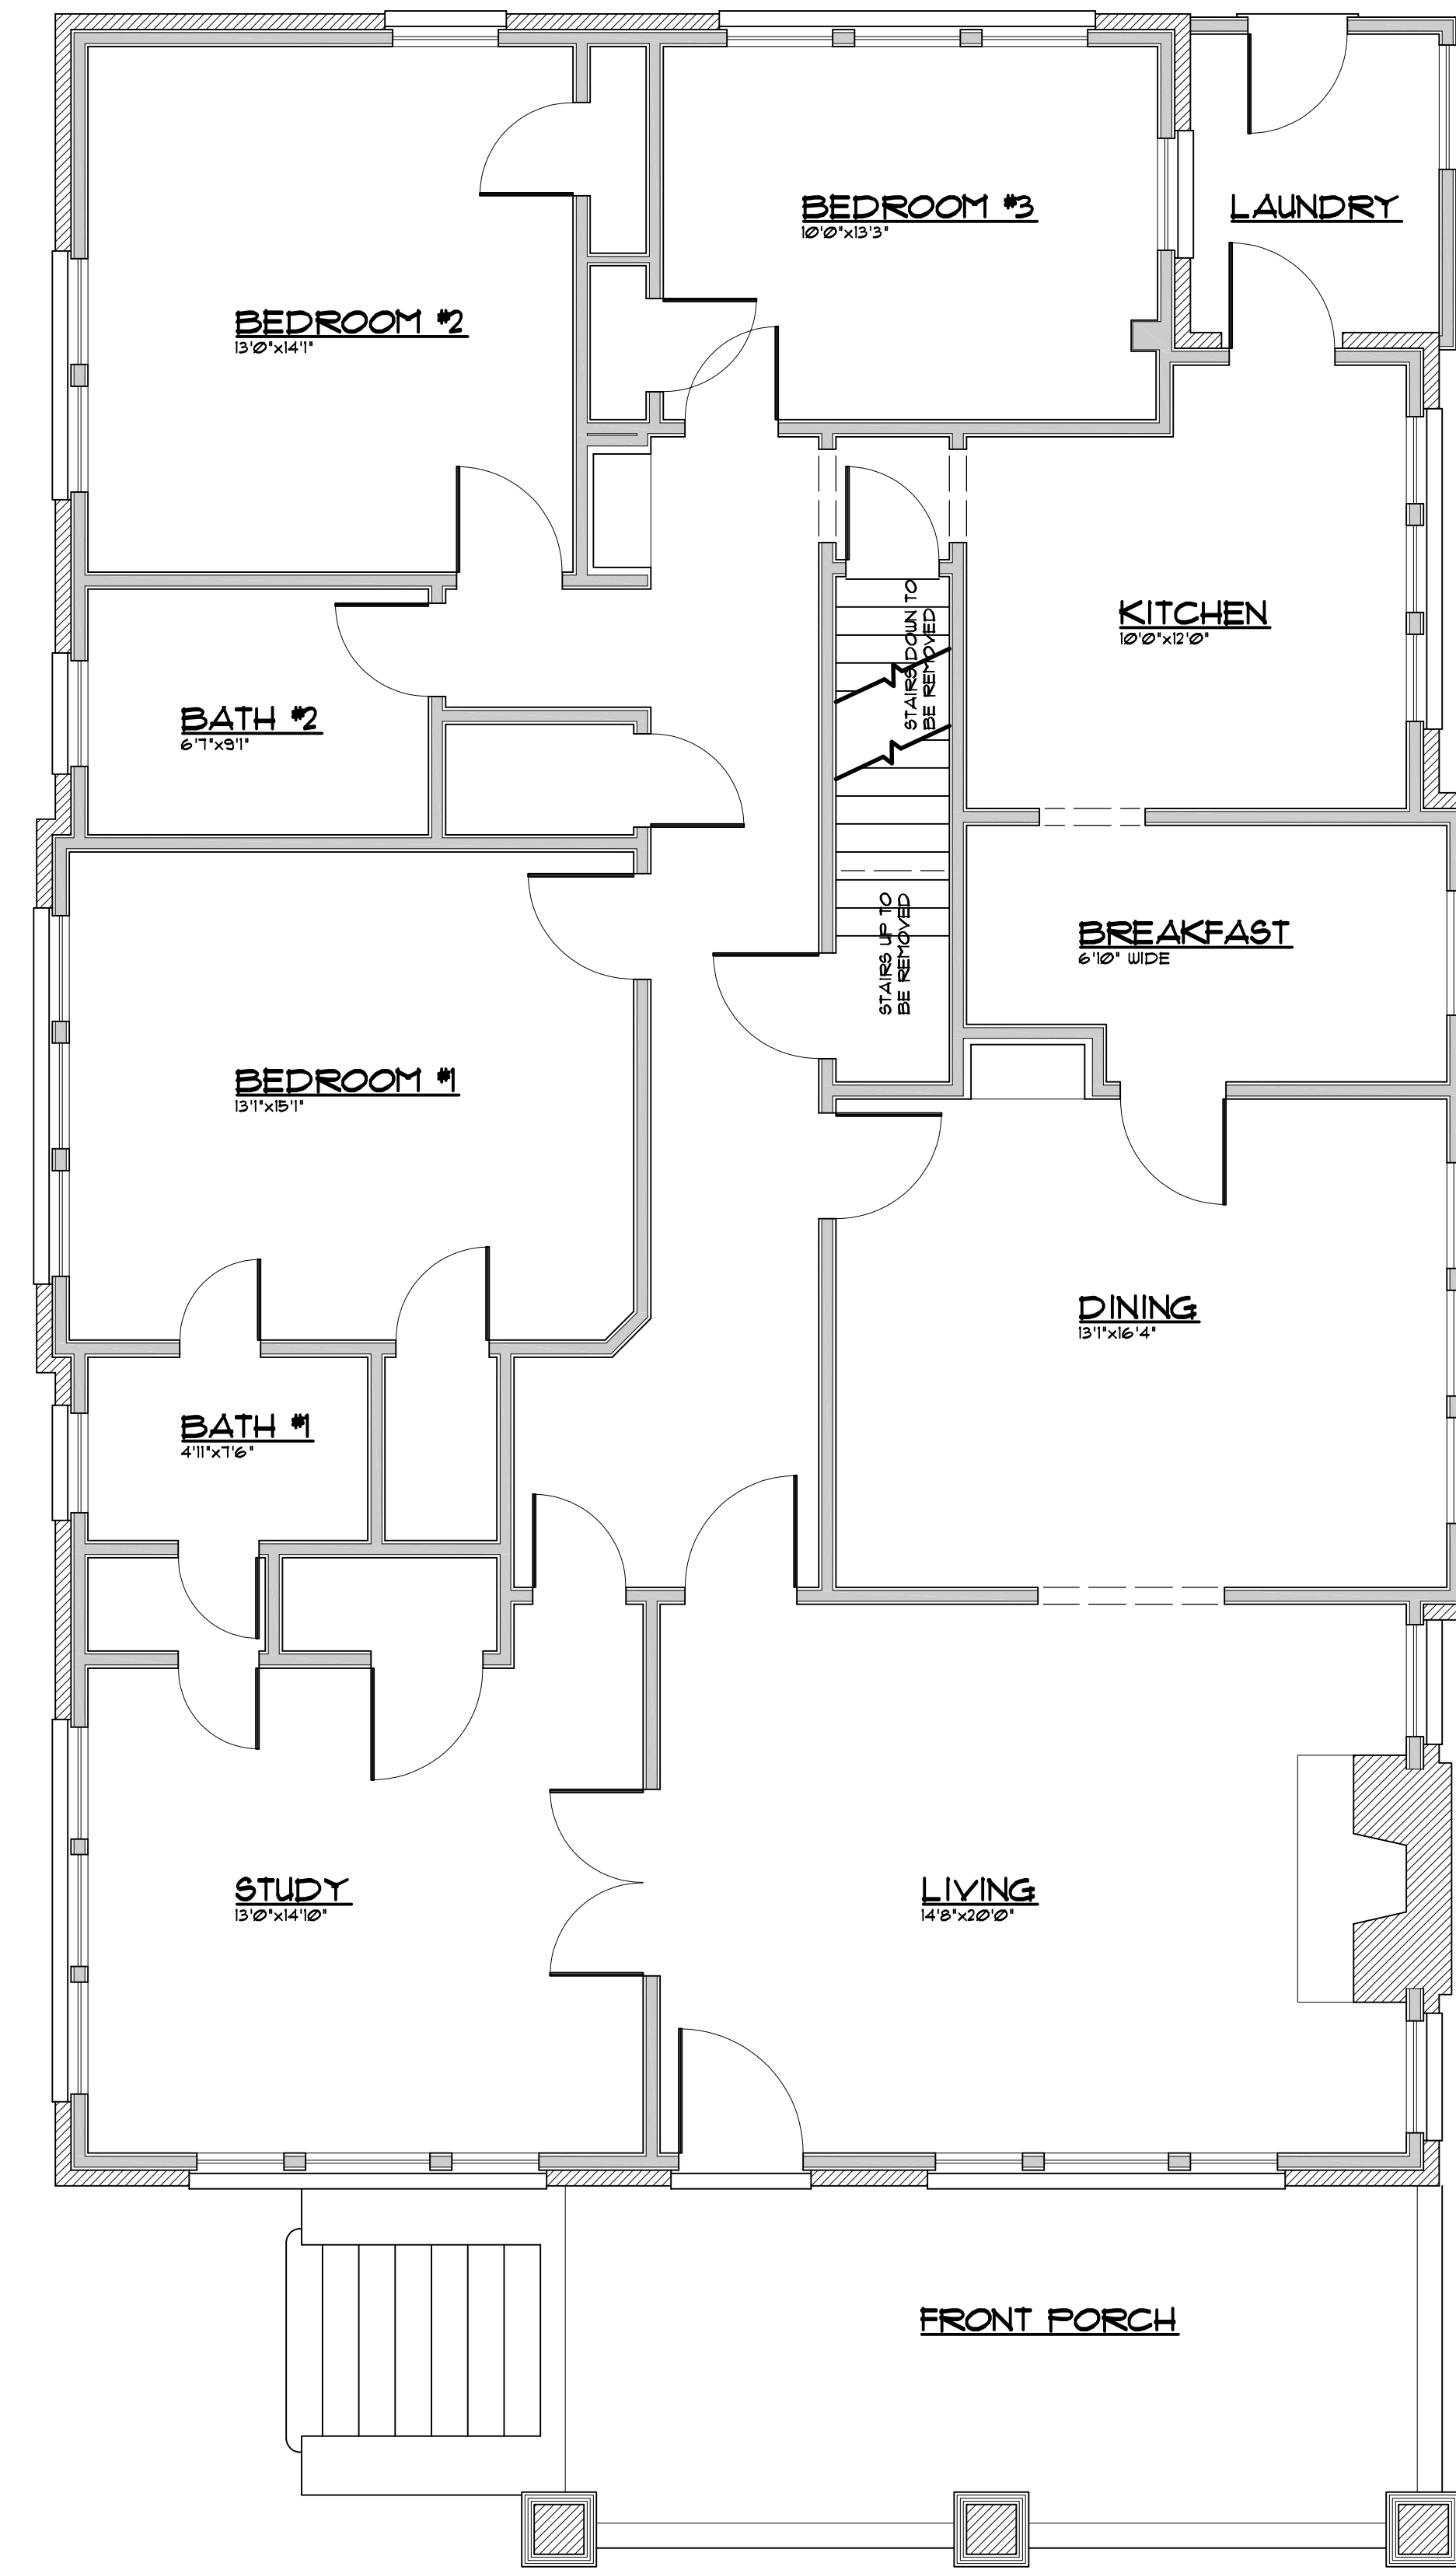 BEDROOM #3
10'0"x13'3"
LAUNDRY
BEDROOM #2
13'0"x14'1"
KITCHEN
10'0"x12'0"
STAIRS DOWN TO
BE REMOVED
BATH #2
6'7"x9'1"
BREAKFAST
6'10" WIDE
STAIRS UP TO
BE REMOVED
BEDROOM #1
13'1"x15'1"
DINING
13'1"x16'4"
BATH #1
4'11"x7'6"
STUDY
13'0"x14'10"
LIVING
14'8"x20'0"
FRONT PORCH